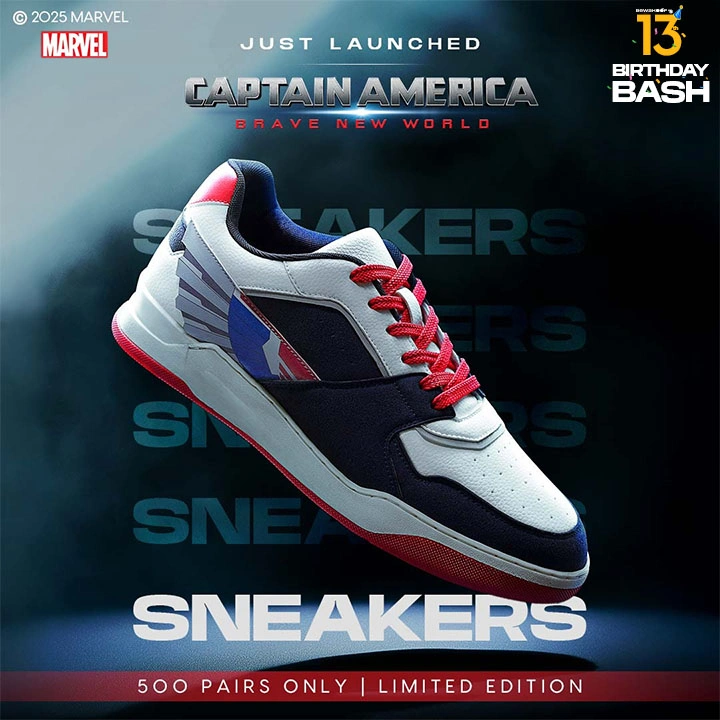 © 2025 MARVEL
MARVEL
JUST LAUNCHED
CAPTAIN AMERICA
BRAVE NEW WORLD
13
BIRTHDAY
BASH
SNEAKERS
SNEAKERS
SNEAKERS
SNEAKERS
SNEAKERS
500 PAIRS ONLY | LIMITED EDITION